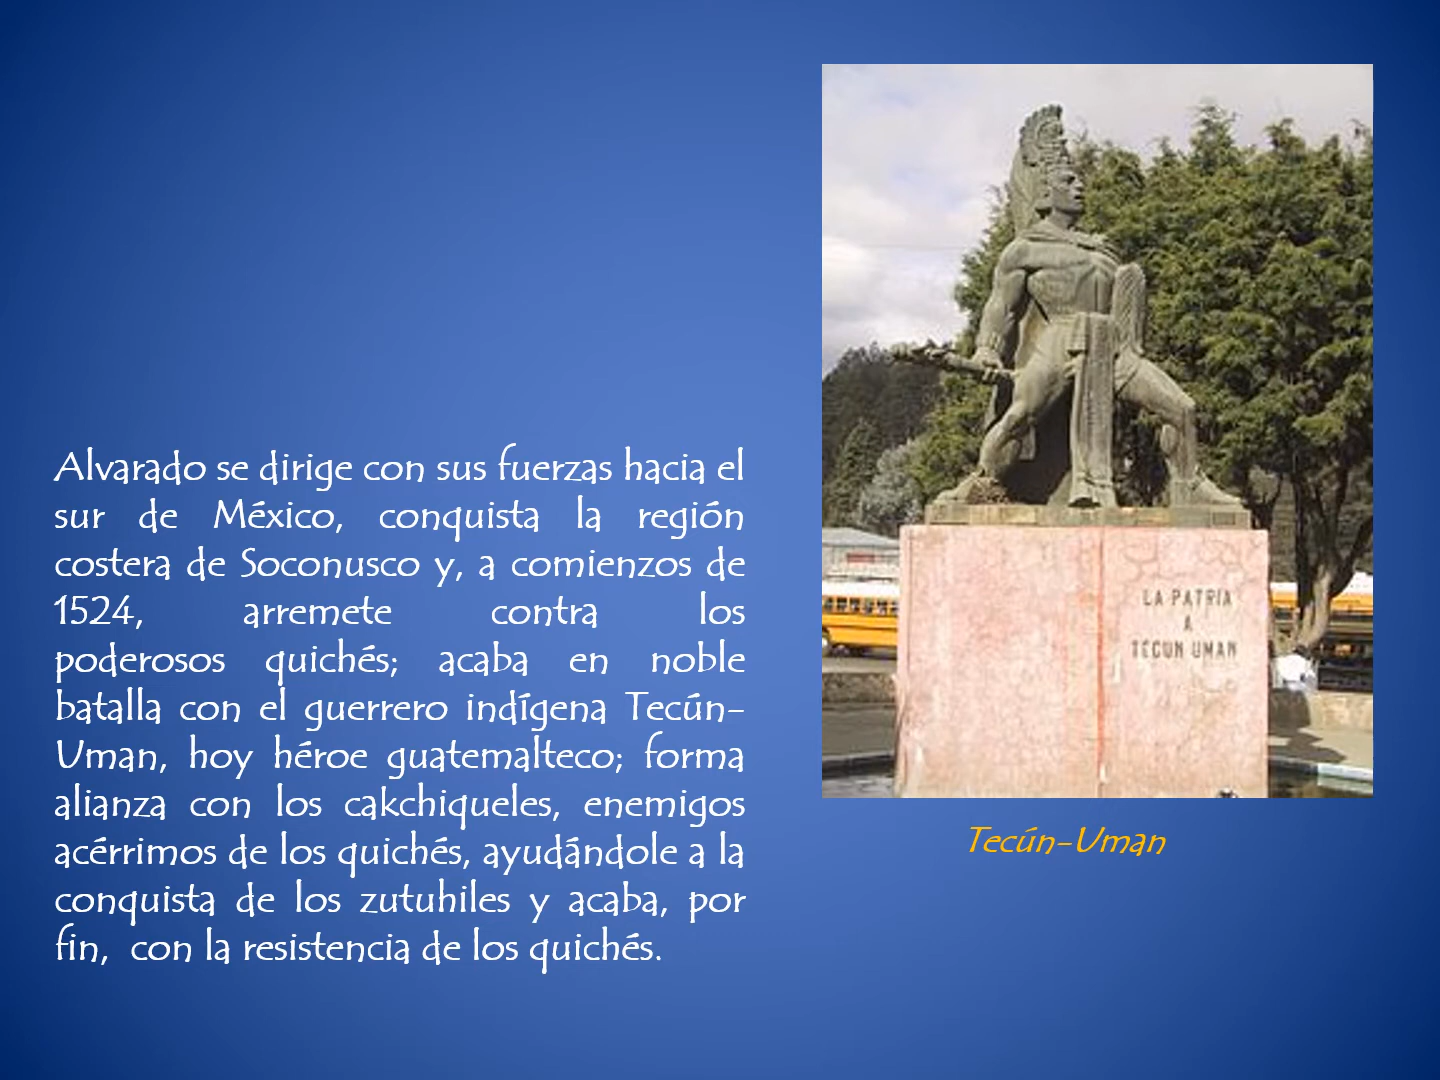 Alvarado se dirige con sus fuerzas hacia el
sur de México, conquista la región
costera de Soconusco y, a comienzos de
1524, arremete contra los
poderosos quichés; acaba en noble
batalla con el guerrero indígena Tecún-
Uman, hoy héroe guatemalteco; forma
alianza con los cakchiqueles, enemigos
acérrimos de los quichés, ayudándole a la
conquista de los zutuhiles y acaba, por
fin, con la resistencia de los quichés.
LA PATRIA
A
TECUN UMAN
Tecún-Uman